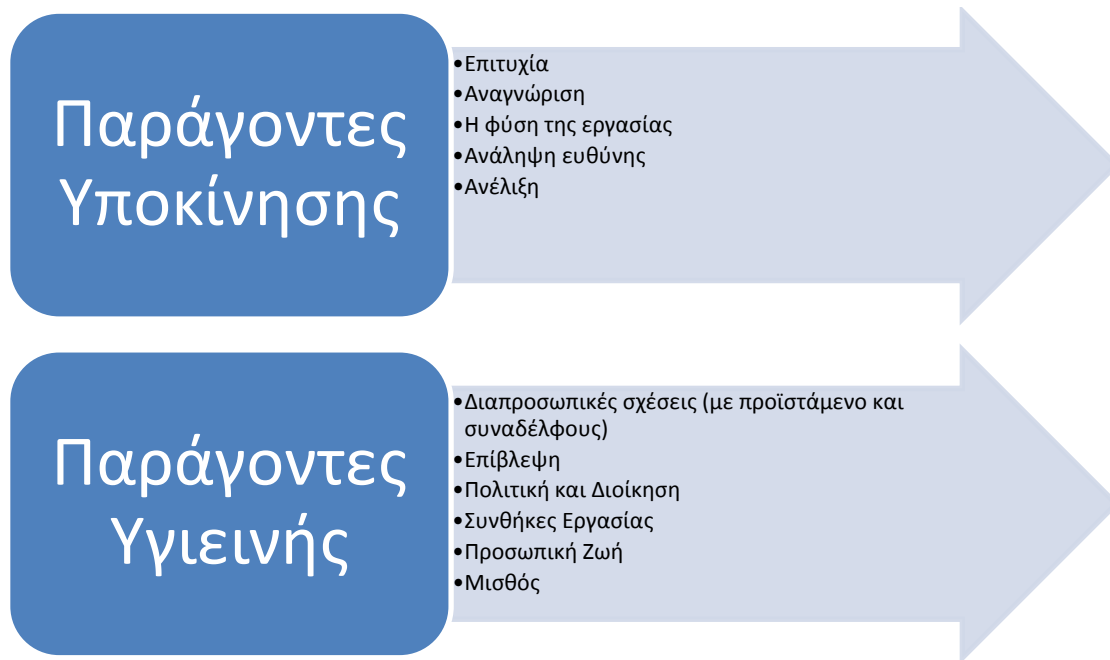 Παράγοντες
Υποκίνησης
•Επιτυχία
•Αναγνώριση
•Η φύση της εργασίας
•Ανάληψη ευθύνης
•Ανέλιξη
Παράγοντες
Υγιεινής
•Διαπροσωπικές σχέσεις (με προϊστάμενο και
συναδέλφους)
•Επίβλεψη
•Πολιτική και Διοίκηση
•Συνθήκες Εργασίας
•Προσωπική Ζωή
•Μισθός